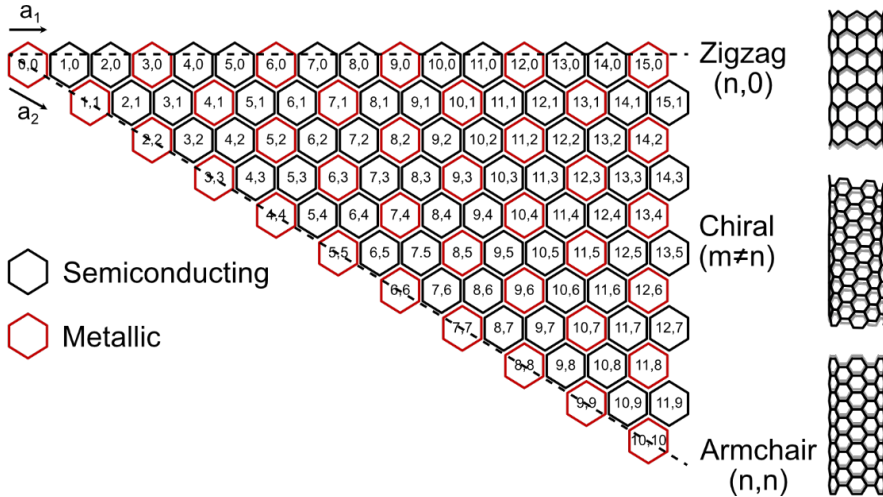 a1
0,0 1,0 2,0 3,0 4,0 5,0 6,0 7,0 8,0 9,0 10,0 11,0 12,0 13,0 14,0 15,0
Zigzag
(n,0)
a2
1,1 2,1 3,1 4,1 5,1 6,1 7,1 8,1 9,1 10,1 11,1 12,1 13,1 14,1 15,1
2,2 3,2 4,2 5,2 6,2 7,2 8,2 9,2 10,2 11,2 12,2 13,2 14,2
3,3 4,3 5,3 6,3 7,3 8,3 9,3 10,3 11,3 12,3 13,3 14,3
4,4 5,4 6,4 7,4 8,4 9,4 10,4 11,4 12,4 13,4
Chiral
(m≠n)
5,5 6,5 7.5 8,5 9,5 10,5 11,5 12,5 13,5
Semiconducting
6,6 7,6 8,6 9,6 10,6 11,6 12,6
Metallic
7,7 8,7 9,7 10,7 11,7 12,7
8,8 9,8 10,8 11,8
9,9 10,9 11,9
10,10
Armchair
(n,n)